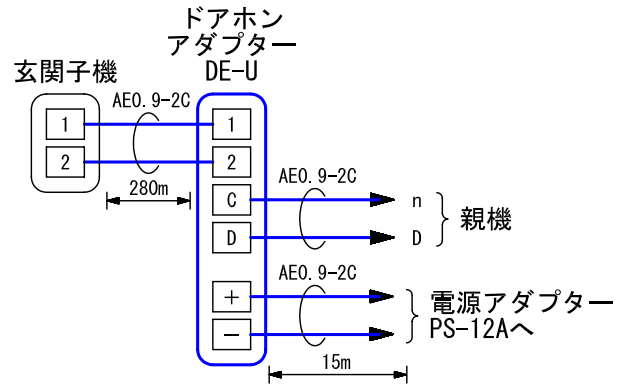 ドアホン
アダプター
DE-U
玄関子機
AE0.9-2C
1
1
2
2
280m
AE0.9-2C
C
n
D
D
親機
AE0.9-2C
+
−
電源アダプター
PS-12Aへ
15m